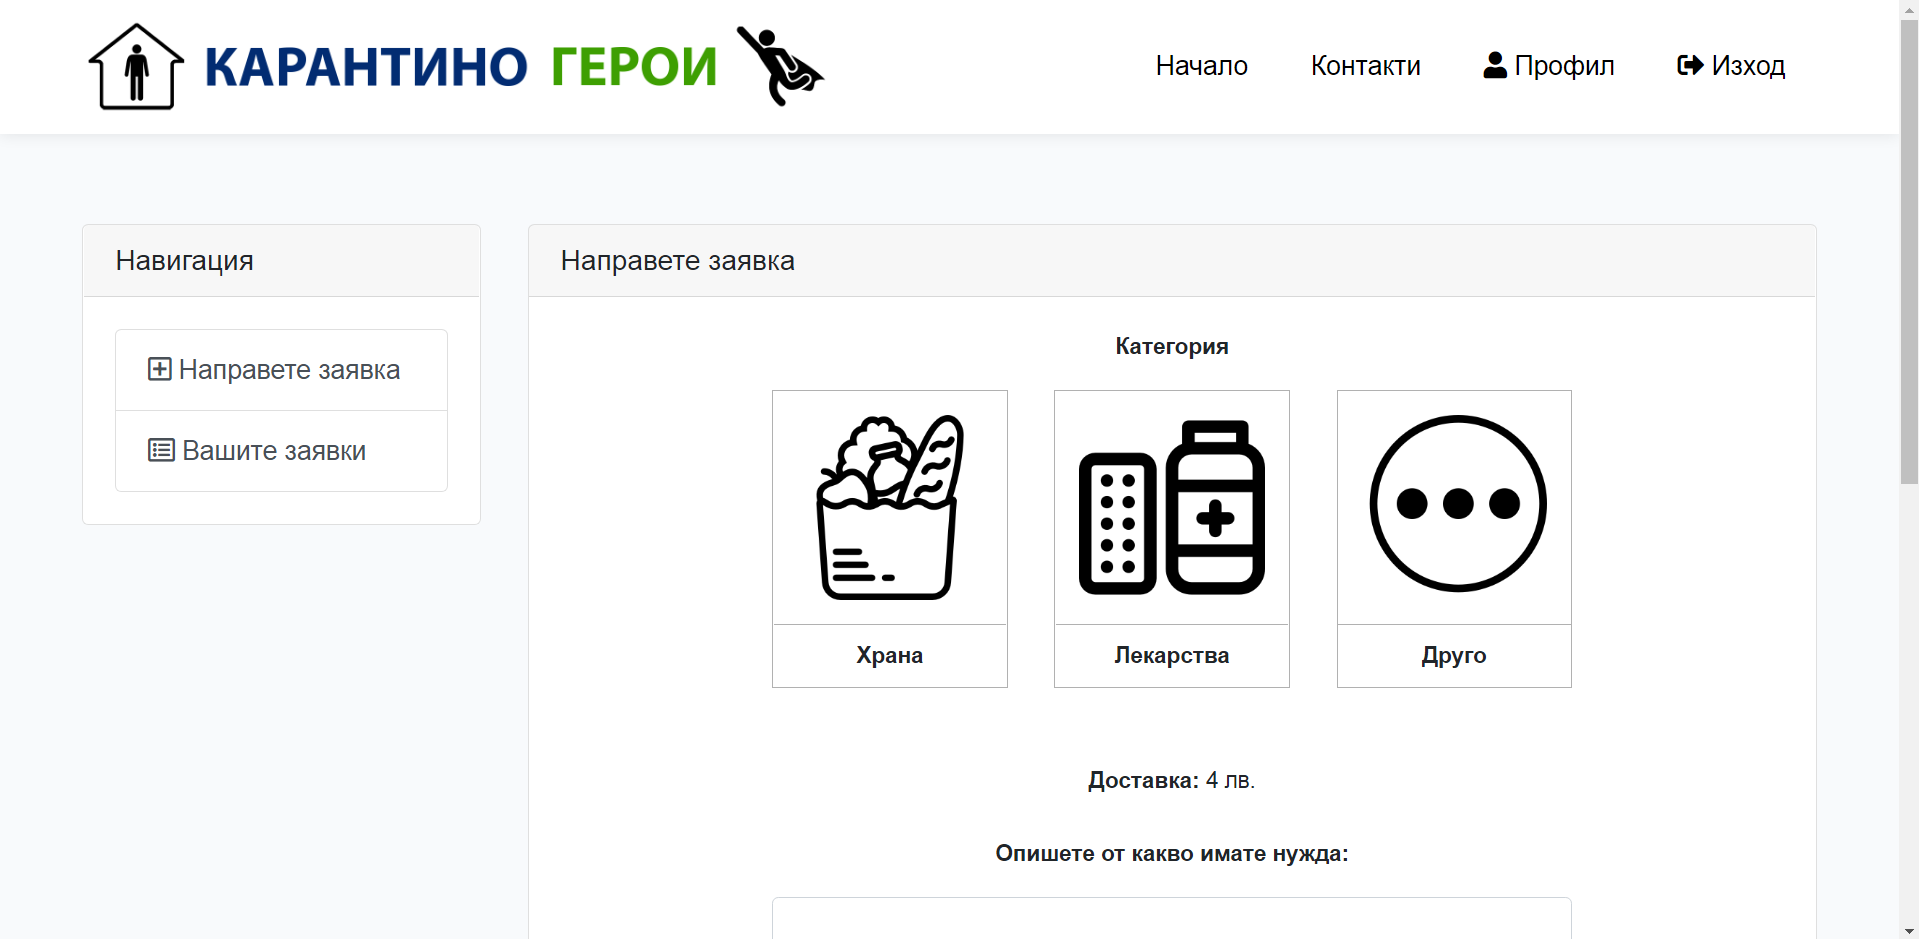 КАРАНТИНО ГЕРОИ
Начало
Контакти
Профил
Изход
Навигация
Направете заявка
Вашите заявки
Направете заявка
Категория
Храна
Лекарства
Друго
Доставка: 4 лв.
Опишете от какво имате нужда: